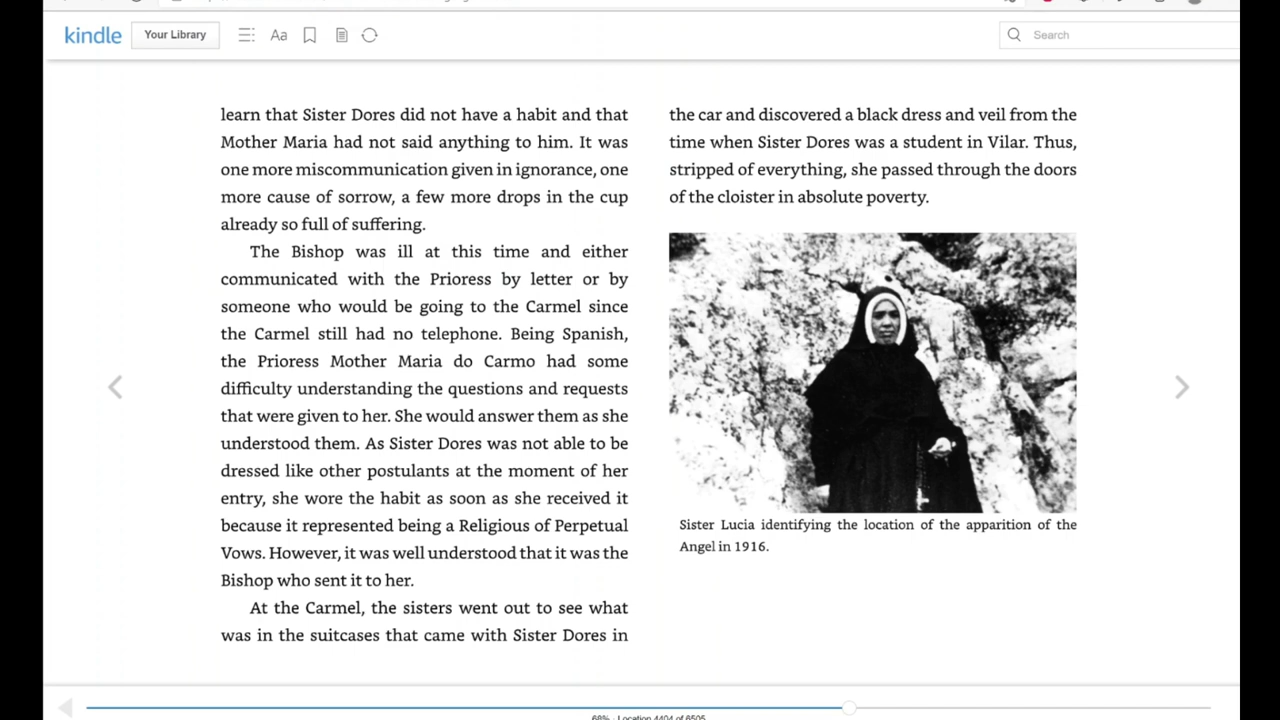 kindle
Your Library
Aa
Search
learn that Sister Dores did not have a habit and that
Mother Maria had not said anything to him. It was
one more miscommunication given in ignorance, one
more cause of sorrow, a few more drops in the cup
already so full of suffering.
The Bishop was ill at this time and either
communicated with the Prioress by letter or by
someone who would be going to the Carmel since
the Carmel still had no telephone. Being Spanish,
the Prioress Mother Maria do Carmo had some
difficulty understanding the questions and requests
that were given to her. She would answer them as she
understood them. As Sister Dores was not able to be
dressed like other postulants at the moment of her
entry, she wore the habit as soon as she received it
because it represented being a Religious of Perpetual
Vows. However, it was well understood that it was the
Bishop who sent it to her.
At the Carmel, the sisters went out to see what
was in the suitcases that came with Sister Dores in
the car and discovered a black dress and veil from the
time when Sister Dores was a student in Vilar. Thus,
stripped of everything, she passed through the doors
of the cloister in absolute poverty.
Sister Lucia identifying the location of the apparition of the
Angel in 1916.
68% · Location 4404 of 6505